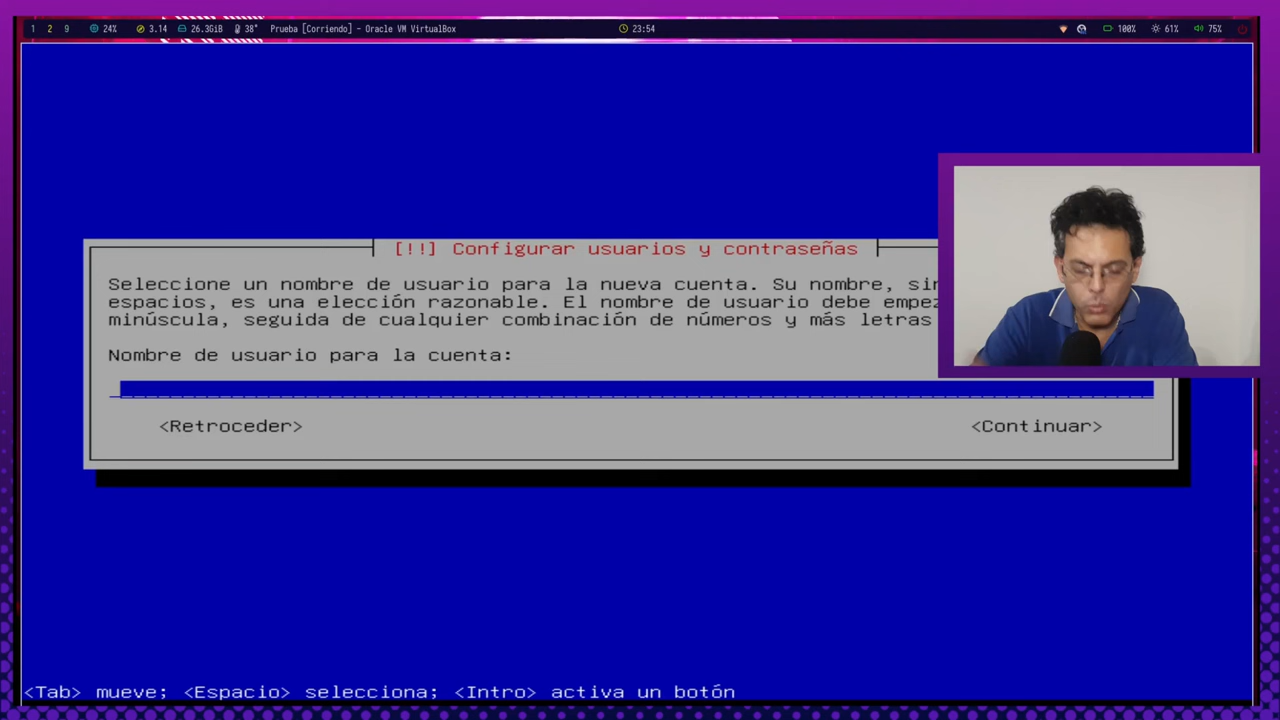 1 2 9 24% 3.14 26.3GiB 38° Prueba [Corriendo] - Oracle VM VirtualBox 23:54 100% 61% 75%
[!!] Configurar usuarios y contraseñas
Seleccione un nombre de usuario para la nueva cuenta. Su nombre, sin
espacios, es una elección razonable. El nombre de usuario debe
minúscula, seguida de cualquier combinación de números y más letras
Nombre de usuario para la cuenta:
<Retroceder> <Continuar>
<Tab> mueve; <Espacio> selecciona; <Intro> activa un botón